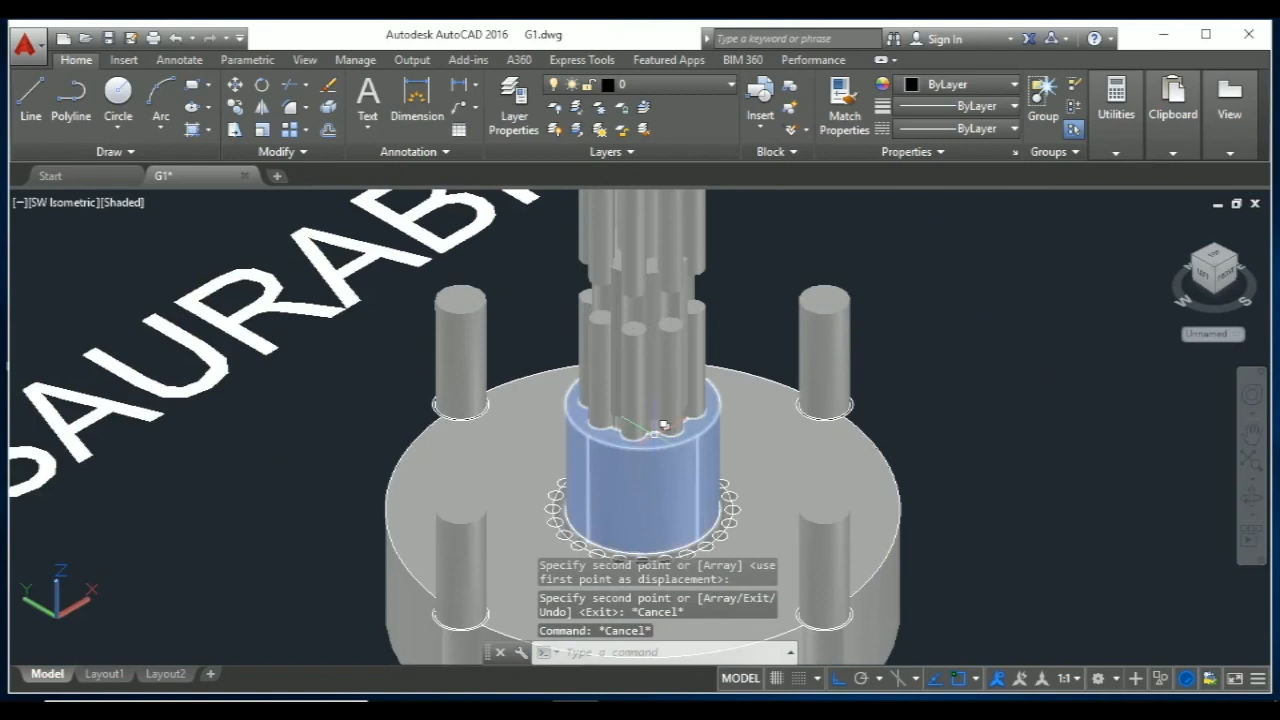 Autodesk AutoCAD 2016 G1.dwg
Type a keyword or phrase
Sign In
Home Insert Annotate Parametric View Manage Output Add-ins A360 Express Tools Featured Apps BIM 360 Performance
Line Polyline Circle Arc
Text Dimension
Layer Properties
0
Insert
Match Properties
ByLayer
ByLayer
ByLayer
Group
Utilities
Clipboard
View
Draw Modify Annotation Layers Block Properties Groups
Start G1*
[−][SW Isometric][Shaded]
SAURAB
TOP
LEFT
FRONT
W
S
Unnamed
Z
Y
X
Specify second point or [Array] <use
first point as displacement>:
Specify second point or [Array/Exit/
Undo] <Exit>: *Cancel*
Command: *Cancel*
Type a command
Model Layout1 Layout2
MODEL
1:1